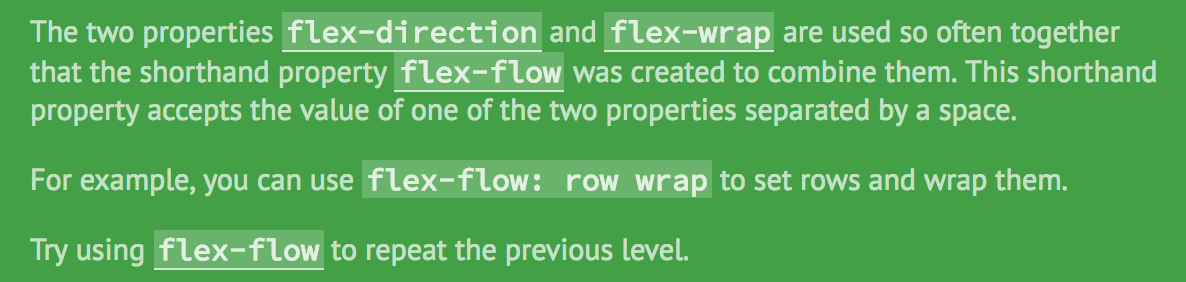 The two properties flex-direction and flex-wrap are used so often together
that the shorthand property flex-flow was created to combine them. This shorthand
property accepts the value of one of the two properties separated by a space.
For example, you can use flex-flow: row wrap to set rows and wrap them.
Try using flex-flow to repeat the previous level.